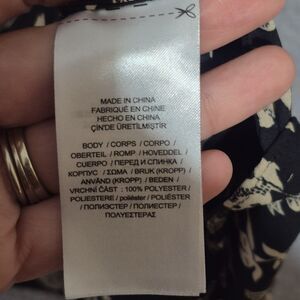 MADE IN CHINA
FABRIQUÉ EN CHINE
HECHO EN CHINA
ÇİN'DE ÜRETİLMİŞTİR
BODY / CORPS / CORPO /
OBERTEIL / ROMP / HOVEDDEL /
CUERPO / ПЕРЕД И СПИНКА /
КОРПУС / ΣΩΜΑ / BRUK (KROPP) /
ANVÄND (KROPP) / BEDEN /
VRCHNÍ ČÁST : 100% POLYESTER /
POLIESTERE / poliéster / POLIÉSTER
/ ПОЛИЭСТЕР / ПОЛИЕСТЕР /
ΠΟΛΥΕΣΤΕΡΑΣ